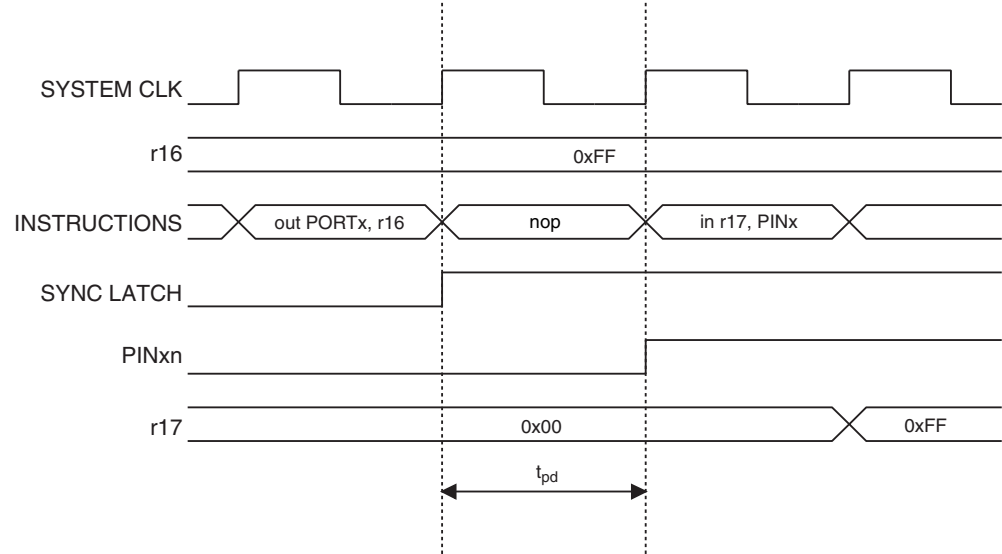 SYSTEM CLK
r16 0xFF
INSTRUCTIONS out PORTx, r16 nop in r17, PINx
SYNC LATCH
PINxn
r17 0x00 0xFF
tpd